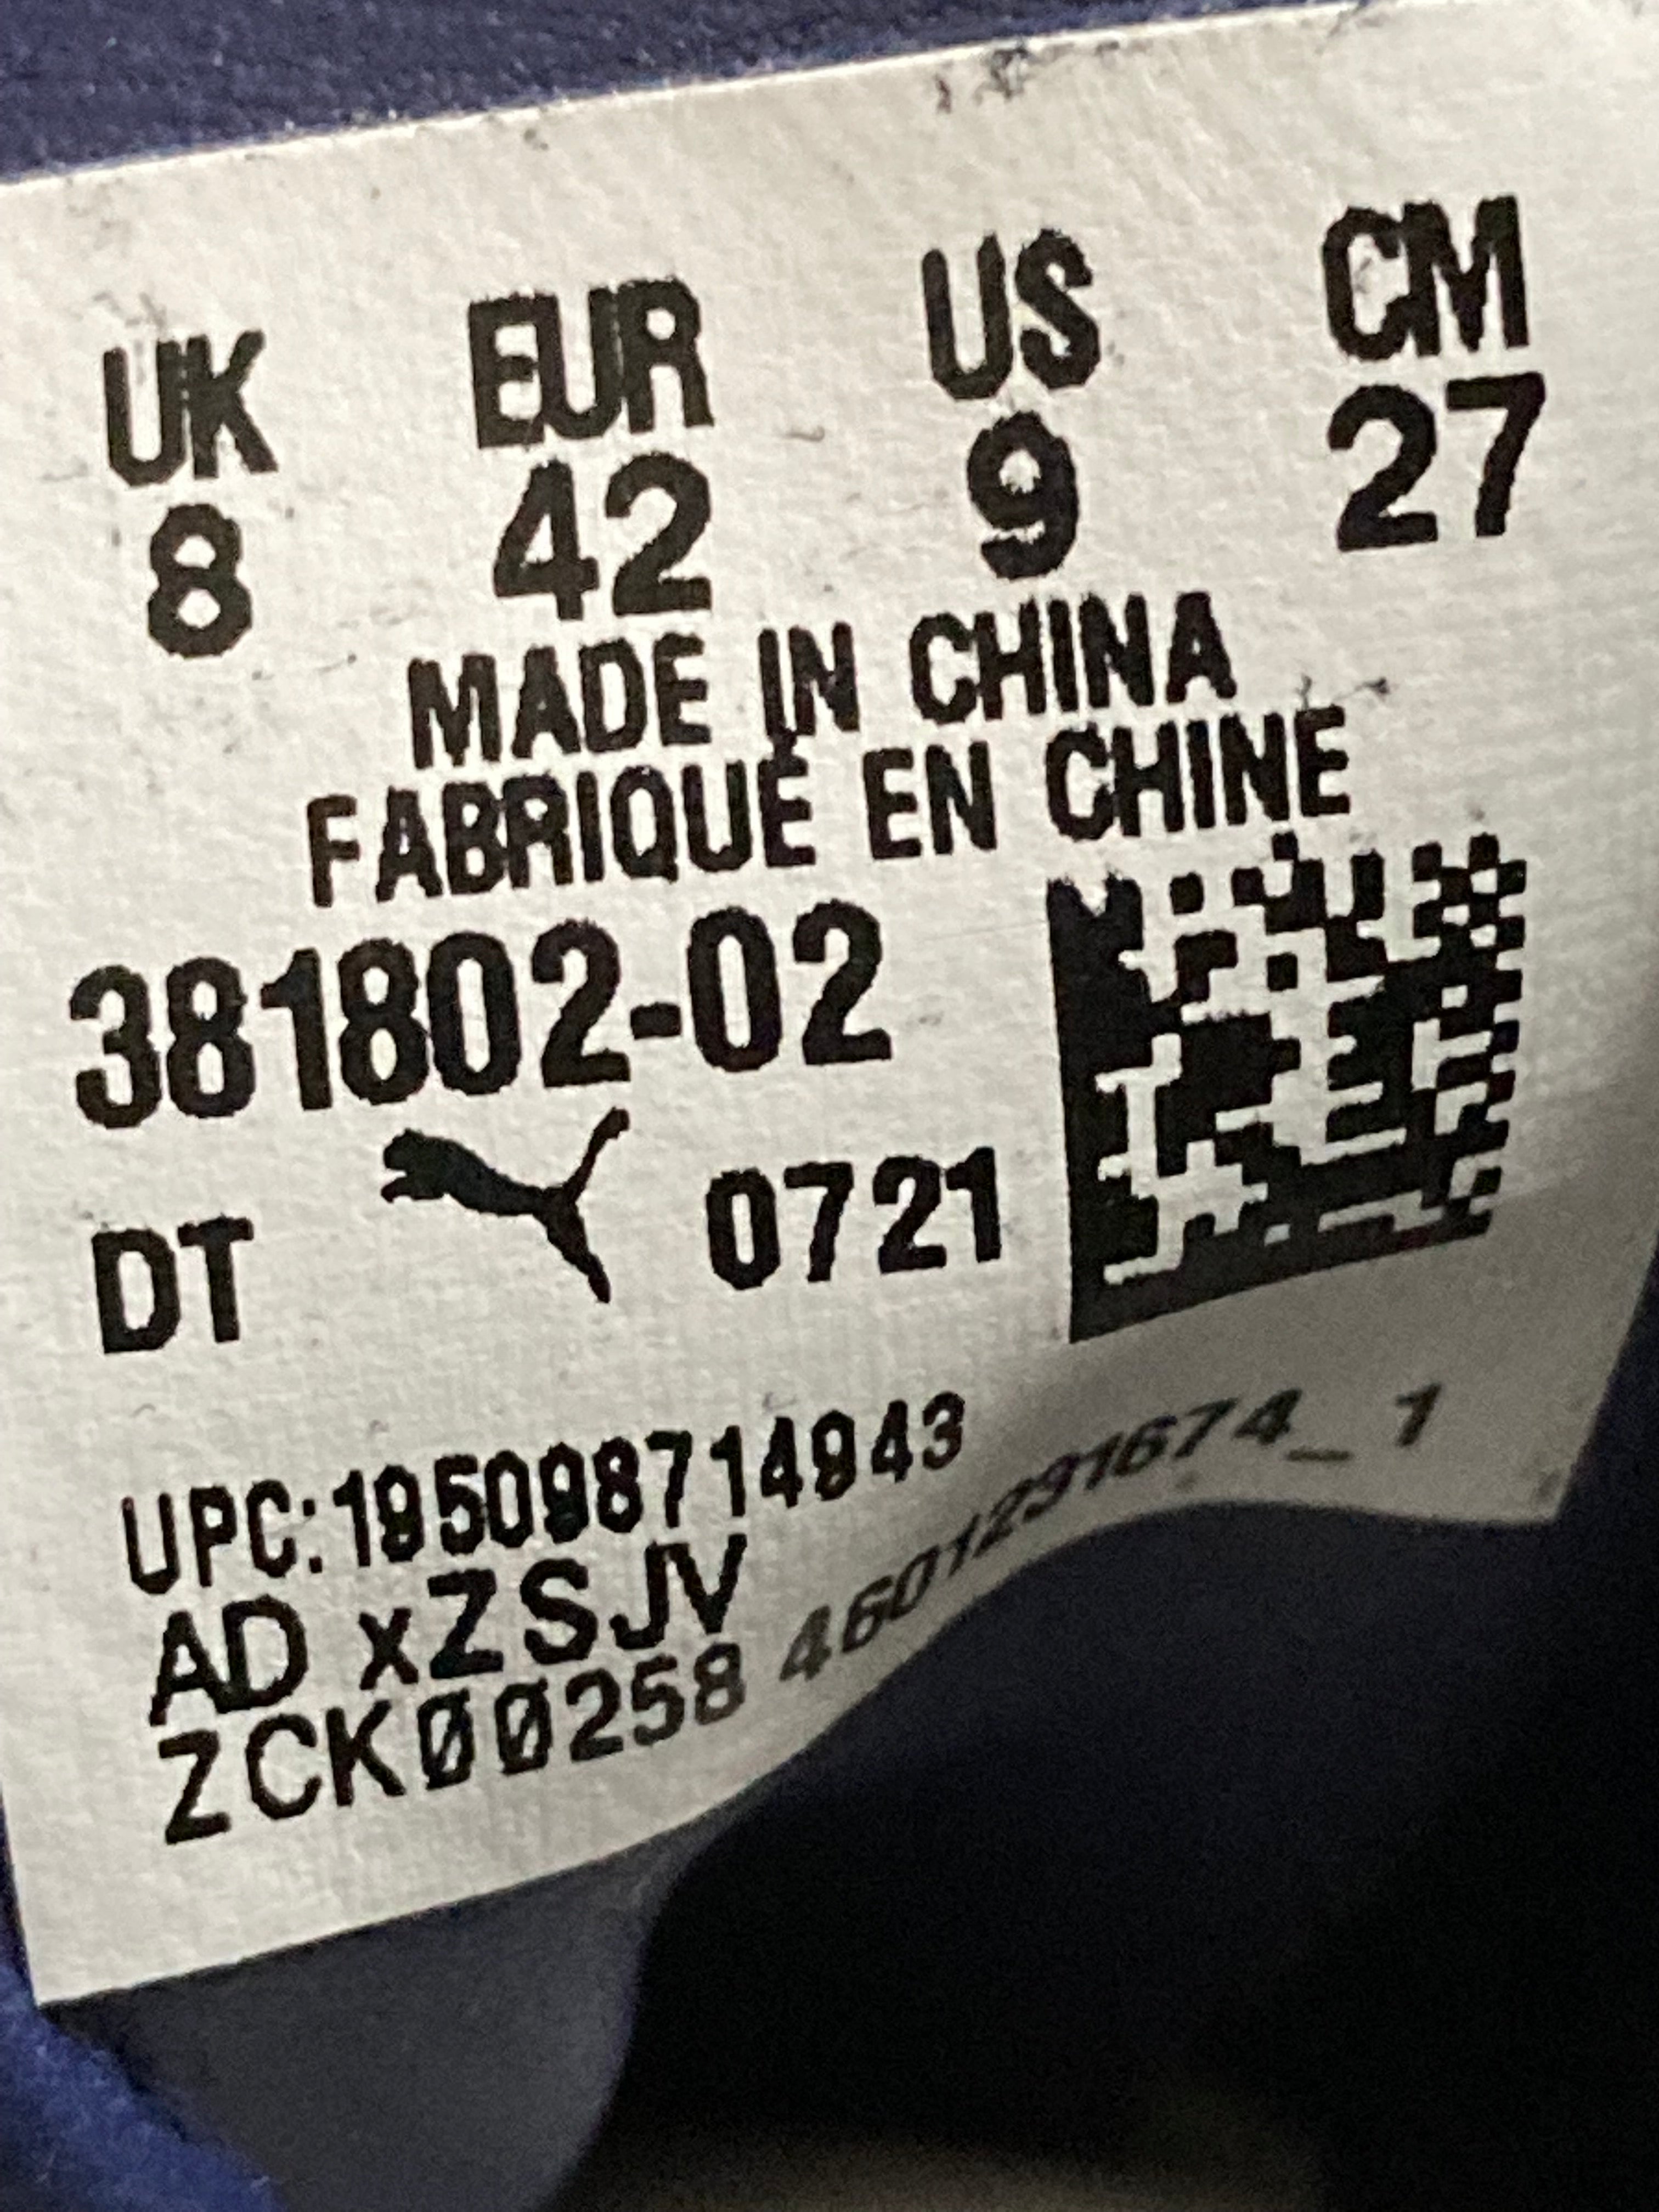 UK EUR US CM
8 42 9 27
MADE IN CHINA
FABRIQUÉ EN CHINE
381802-02
DT 0721
UPC:195098714943
AD xZSJV
ZCK00258 4601291674_1